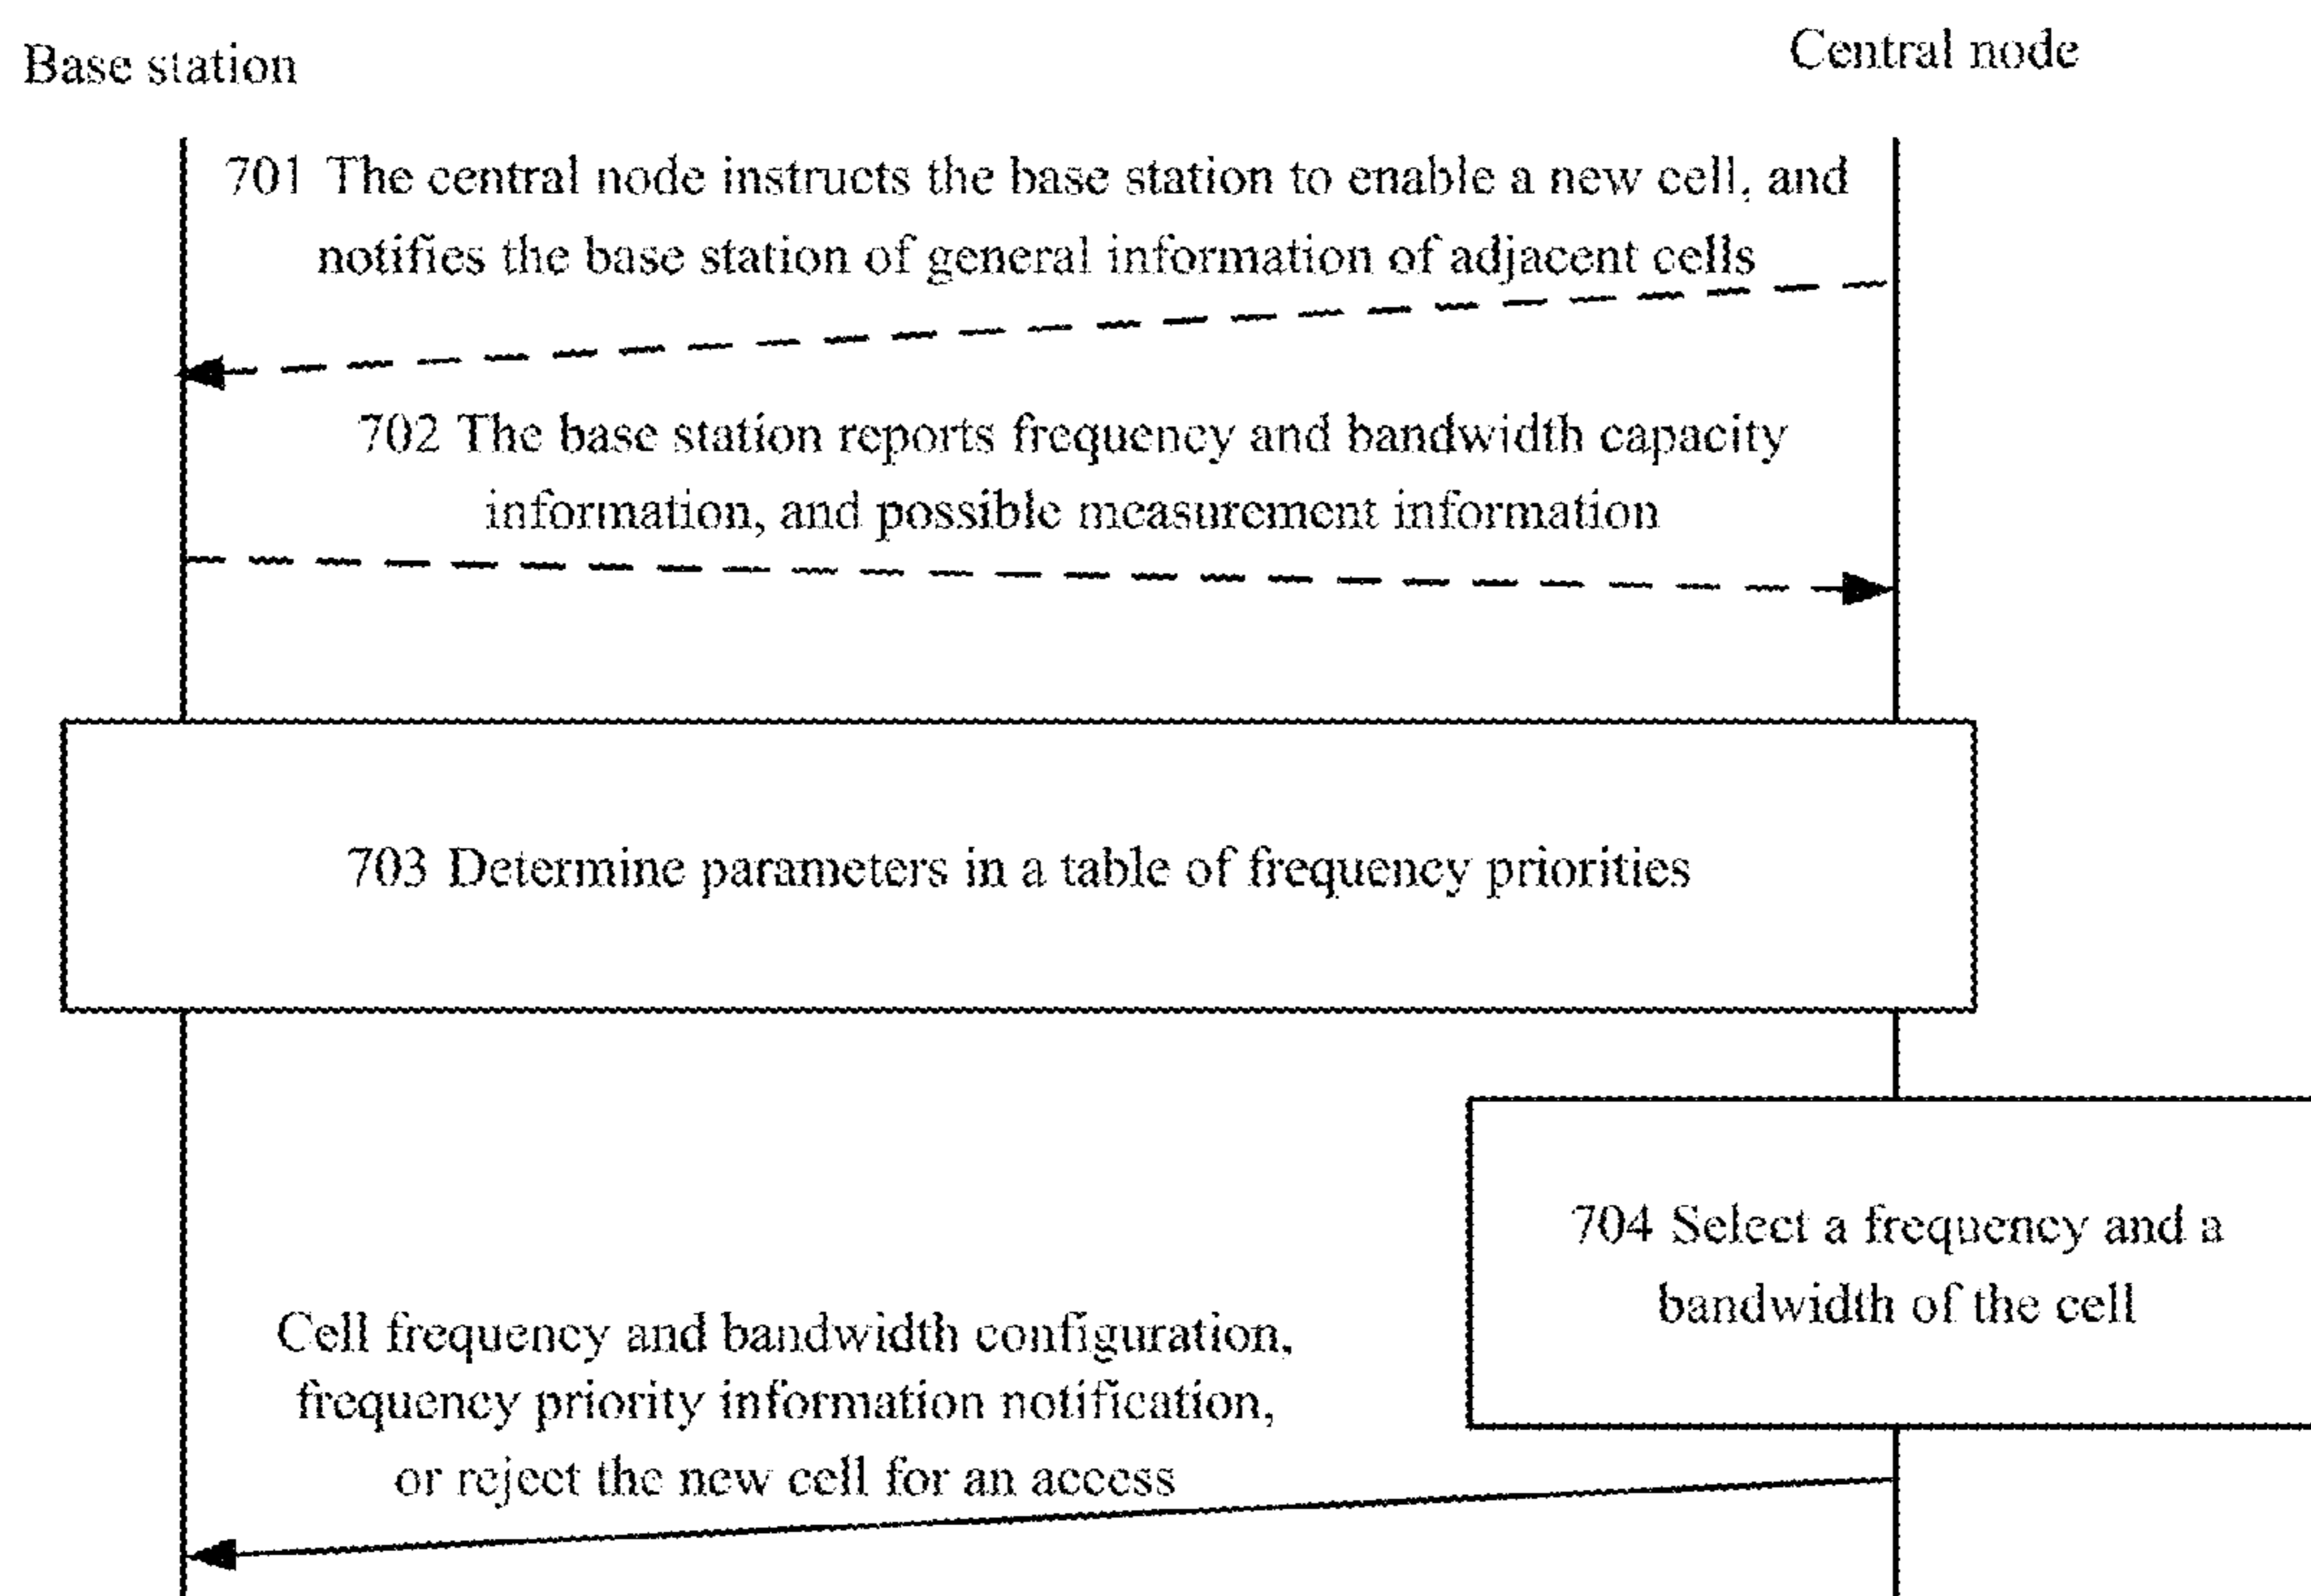 Base station
Central node
701 The central node instructs the base station to enable a new cell, and
notifies the base station of general information of adjacent cells
702 The base station reports frequency and bandwidth capacity
information, and possible measurement information
703 Determine parameters in a table of frequency priorities
704 Select a frequency and a
bandwidth of the cell
Cell frequency and bandwidth configuration,
frequency priority information notification,
or reject the new cell for an access